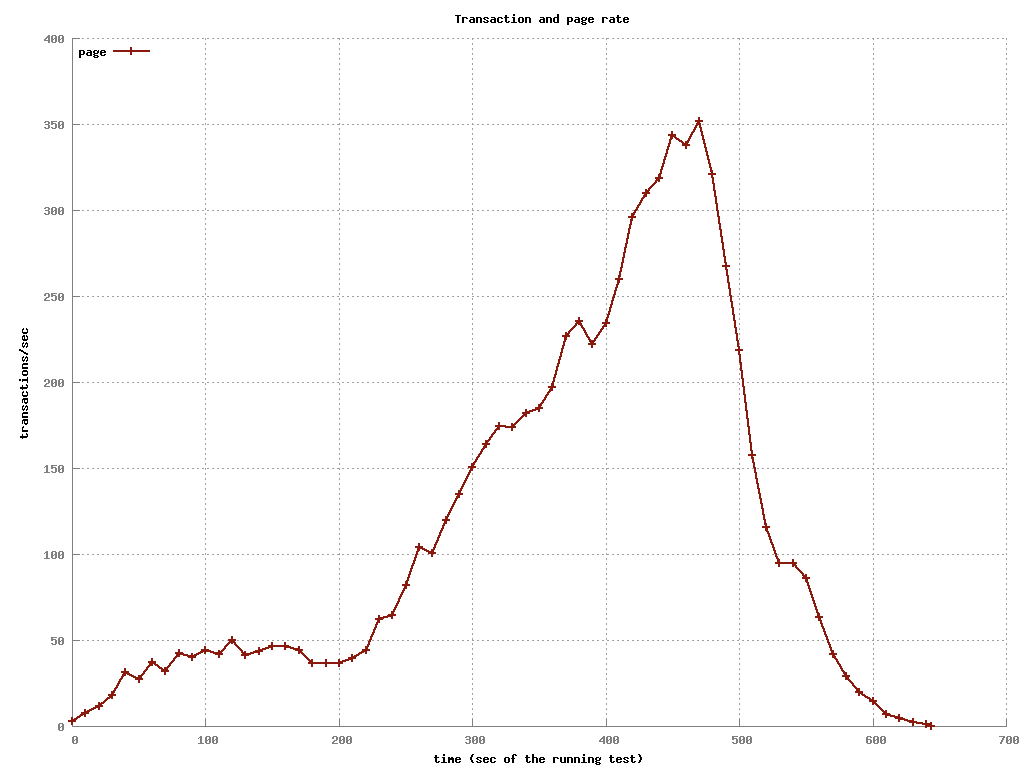 Transaction and page rate
400
page
350
300
250
200
150
100
50
0
transactions/sec
0 100 200 300 400 500 600 700
time (sec of the running test)